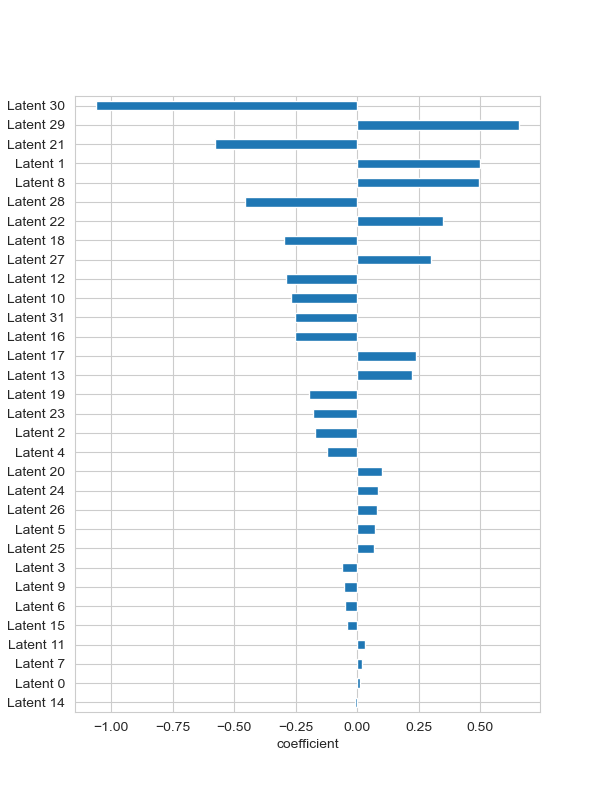 Latent 30
Latent 29
Latent 21
Latent 1
Latent 8
Latent 28
Latent 22
Latent 18
Latent 27
Latent 12
Latent 10
Latent 31
Latent 16
Latent 17
Latent 13
Latent 19
Latent 23
Latent 2
Latent 4
Latent 20
Latent 24
Latent 26
Latent 5
Latent 25
Latent 3
Latent 9
Latent 6
Latent 15
Latent 11
Latent 7
Latent 0
Latent 14
−1.00 −0.75 −0.50 −0.25 0.00 0.25 0.50
coefficient